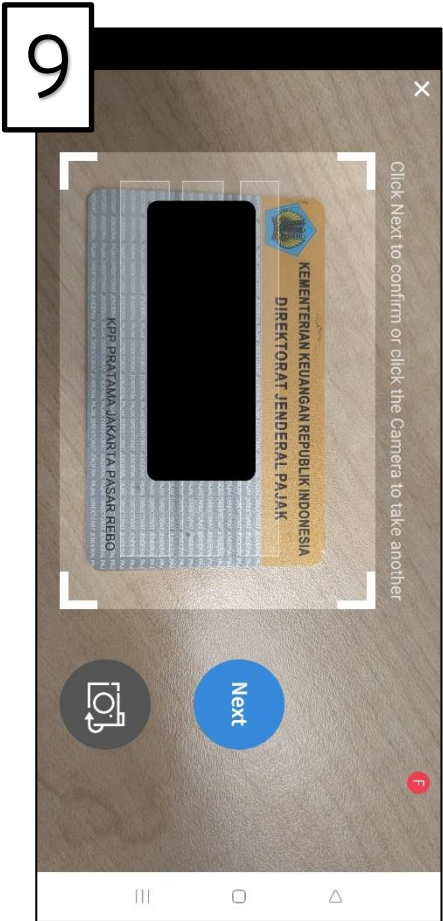 9
Click Next to confirm or click the Camera to take another
KEMENTERIAN KEUANGAN REPUBLIK INDONESIA
DIREKTORAT JENDERAL PAJAK
KPP PRATAMA JAKARTA PASAR REBO
Next
F